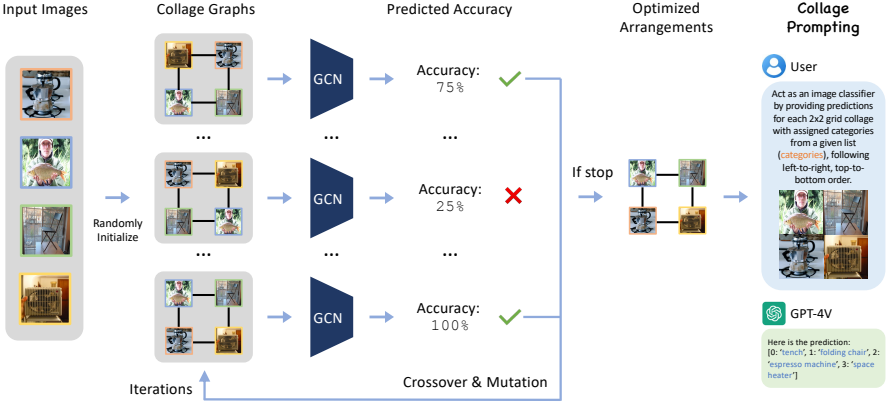 Input Images
Collage Graphs
Predicted Accuracy
Optimized
Arrangements
Collage
Prompting
Randomly
Initialize
...
...
GCN
...
GCN
...
GCN
Accuracy:
75%
...
Accuracy:
25%
...
Accuracy:
100%
Iterations
Crossover & Mutation
If stop
User
Act as an image classifier
by providing predictions
for each 2x2 grid collage
with assigned categories
from a given list
(categories), following
left-to-right, top-to-
bottom order.
GPT-4V
Here is the prediction:
[0: 'tench', 1: 'folding chair', 2:
'espresso machine', 3: 'space
heater']